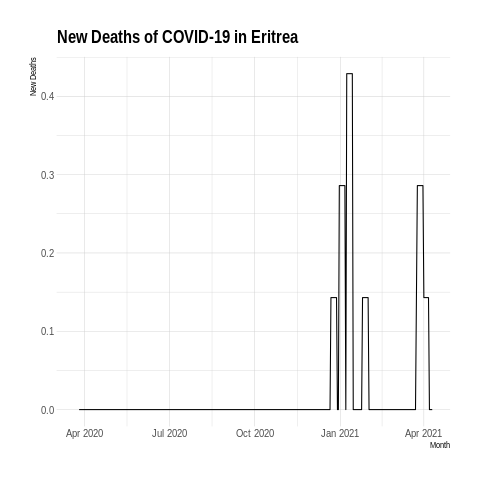 New Deaths of COVID-19 in Eritrea
New Deaths
0.4
0.3
0.2
0.1
0.0
Apr 2020 Jul 2020 Oct 2020 Jan 2021 Apr 2021
Month